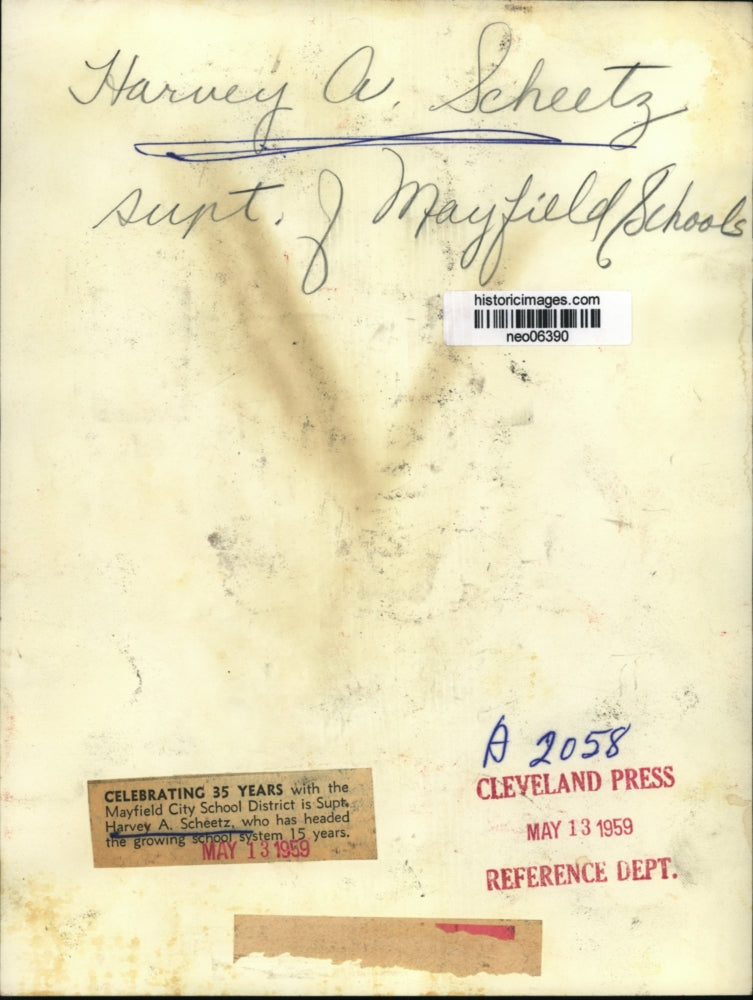 Harvey A. Scheetz
supt. of Mayfield Schools
historicimages.com
neo06390
A 2058
CLEVELAND PRESS
MAY 13 1959
REFERENCE DEPT.
CELEBRATING 35 YEARS with the
Mayfield City School District is Supt.
Harvey A. Scheetz, who has headed
the growing school system 15 years.
MAY 13 1959